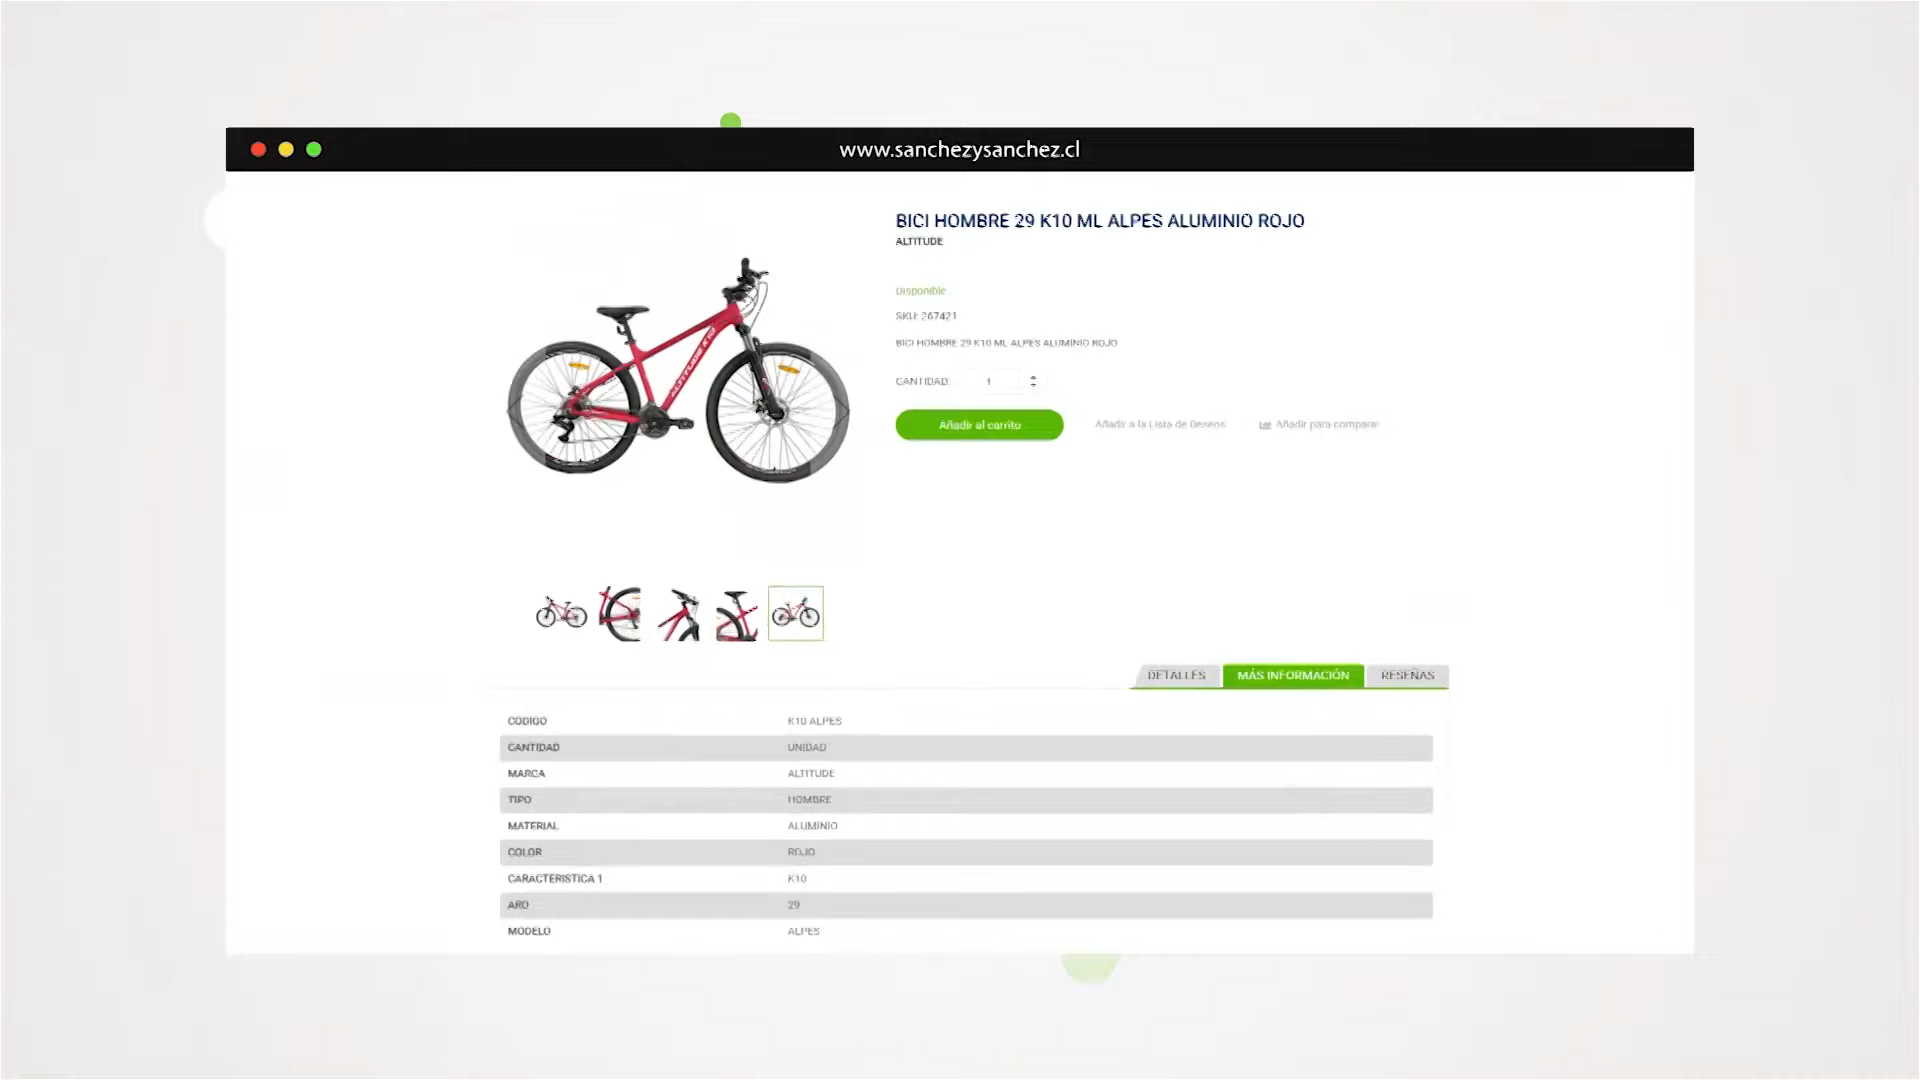 www.sanchezysanchez.cl
BICI HOMBRE 29 K10 ML ALPES ALUMINIO ROJO
ALTITUDE
Disponible
SKU: 267421
BICI HOMBRE 29 K10 ML ALPES ALUMINIO ROJO
CANTIDAD: 1
Añadir al carrito Añadir a la Lista de Deseos Añadir para comparar
ALTITUDE K10
DETALLES MÁS INFORMACIÓN RESEÑAS
CODIGO K10 ALPES
CANTIDAD UNIDAD
MARCA ALTITUDE
TIPO HOMBRE
MATERIAL ALUMINIO
COLOR ROJO
CARACTERISTICA 1 K10
ARO 29
MODELO ALPES